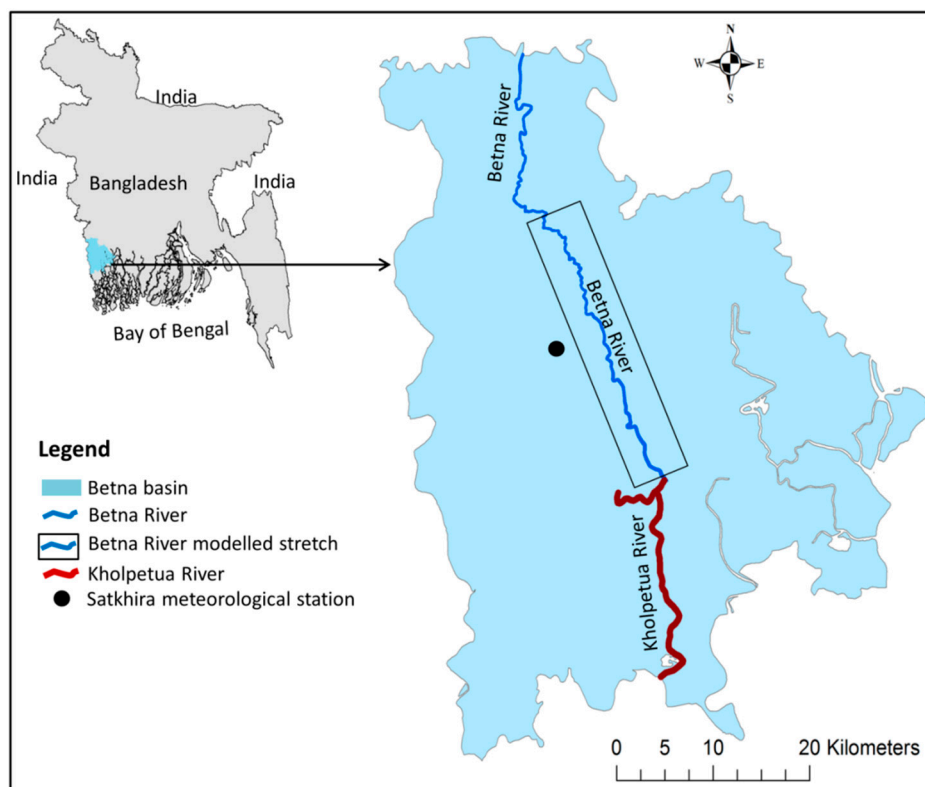 India
India
Bangladesh
India
Bay of Bengal
N
W
E
S
Betna River
Betna River
Kholpetua River
Legend
Betna basin
Betna River
Betna River modelled stretch
Kholpetua River
Satkhira meteorological station
0 5 10 20 Kilometers